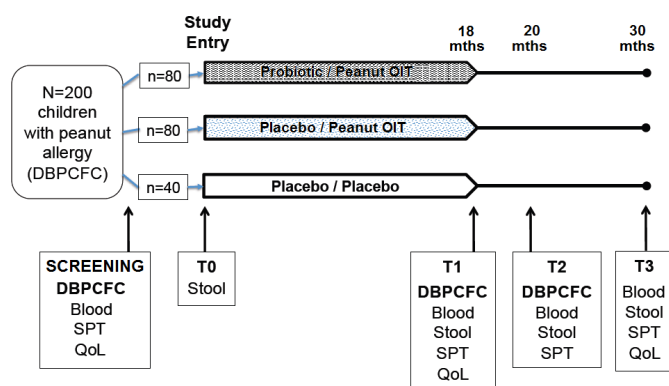 Study
Entry
18
mths
20
mths
30
mths
N=200
children
with peanut
allergy
(DBPCFC)
n=80
Probiotic / Peanut OIT
n=80
Placebo / Peanut OIT
n=40
Placebo / Placebo
SCREENING
DBPCFC
Blood
SPT
QoL
T0
Stool
T1
DBPCFC
Blood
Stool
SPT
QoL
T2
DBPCFC
Blood
Stool
SPT
T3
Blood
Stool
SPT
QoL